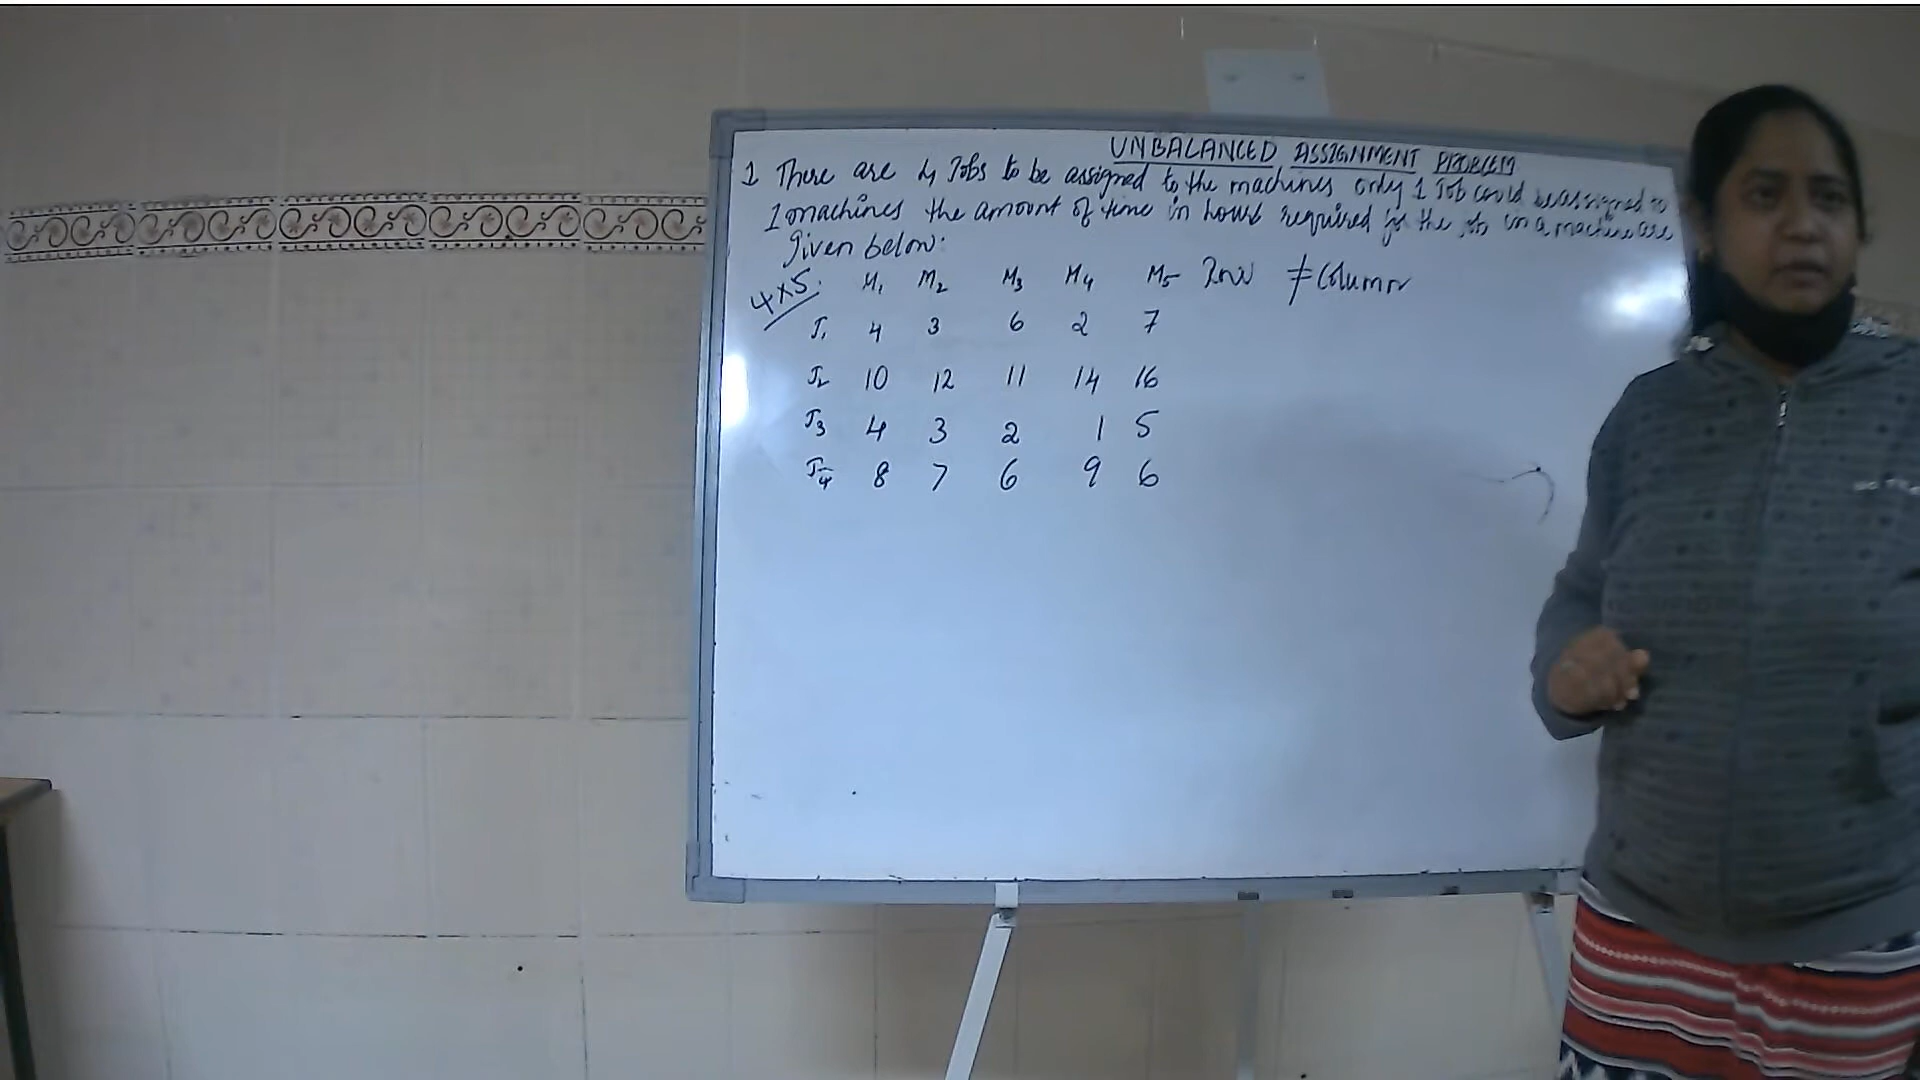 UNBALANCED ASSIGNMENT PROBLEM
1 There are 4 Jobs to be assigned to the machines only 1 Job could be assigned to
1 machines the amount of time in hours required for the job in a machine are
given below:
4x5. M1 M2 M3 M4 M5 Row ≠ Column
J1 4 3 6 2 7
J2 10 12 11 14 16
J3 4 3 2 1 5
J4 8 7 6 9 6